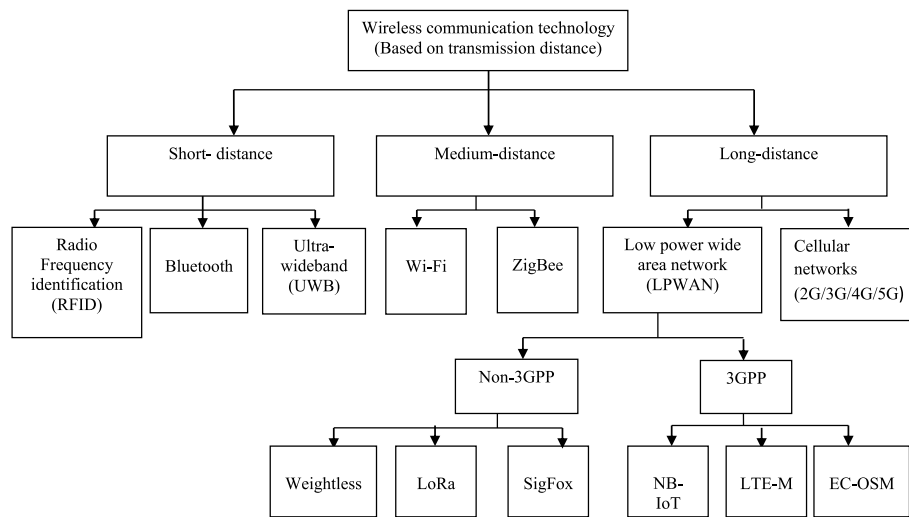 Wireless communication technology
(Based on transmission distance)
Short- distance
Medium-distance
Long-distance
Radio
Frequency
identification
(RFID)
Bluetooth
Ultra-
wideband
(UWB)
Wi-Fi
ZigBee
Low power wide
area network
(LPWAN)
Cellular
networks
(2G/3G/4G/5G)
Non-3GPP
3GPP
Weightless
LoRa
SigFox
NB-
IoT
LTE-M
EC-OSM